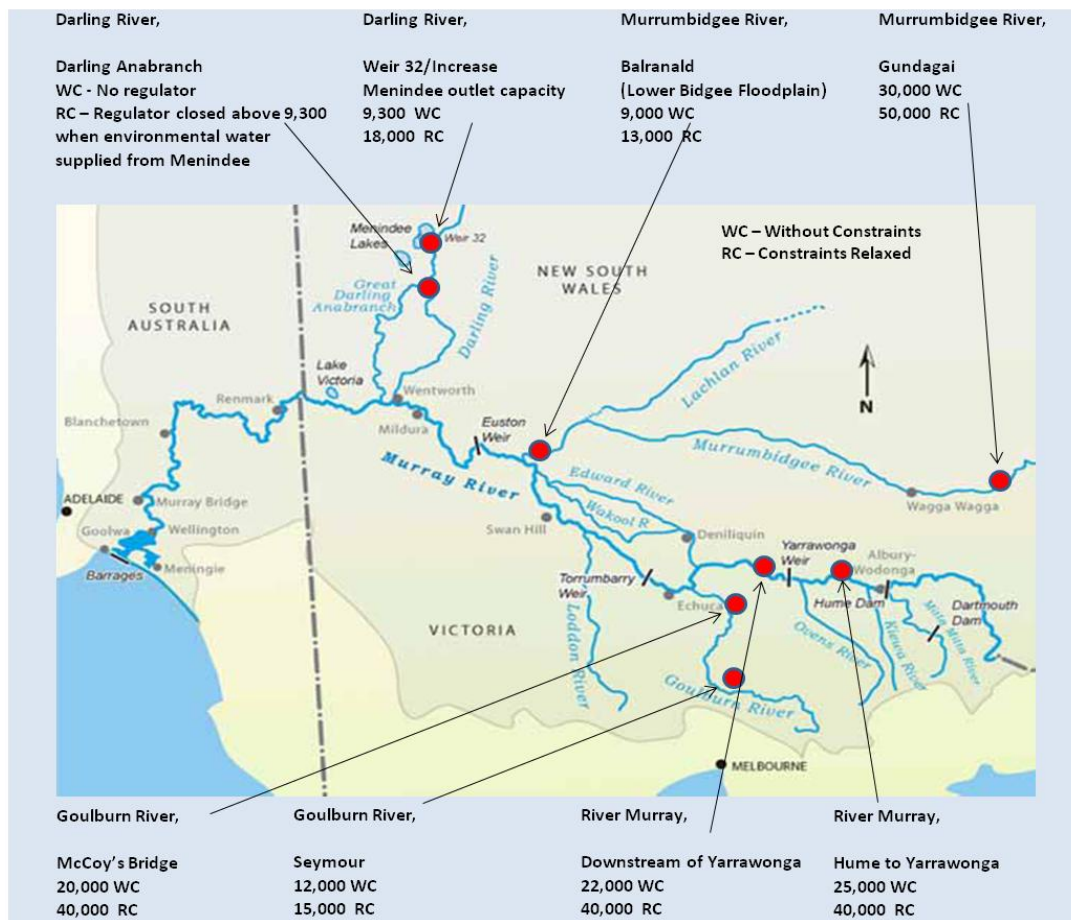 Darling River,
Darling Anabranch
WC - No regulator
RC – Regulator closed above 9,300
when environmental water
supplied from Menindee
Darling River,
Weir 32/Increase
Menindee outlet capacity
9,300 WC
18,000 RC
Murrumbidgee River,
Balranald
(Lower Bidgee Floodplain)
9,000 WC
13,000 RC
Murrumbidgee River,
Gundagai
30,000 WC
50,000 RC
WC – Without Constraints
RC – Constraints Relaxed
Menindee
Lakes
Weir 32
NEW SOUTH
WALES
Great
Darling
Anabranch
SOUTH
AUSTRALIA
Darling River
Lachlan River
N
Lake
Victoria
Wentworth
Renmark
Mildura
Euston
Weir
Blanchetown
Murrumbidgee River
Murray River
Edward River
Wakool R
Wagga Wagga
ADELAIDE
Murray Bridge
Swan Hill
Goolwa
Wellington
Deniliquin
Yarrawonga
Weir
Albury-
Wodonga
Barrages
Meningie
Torrumbarry
Weir
Echuca
Hume Dam
Dartmouth
Dam
VICTORIA
Loddon River
Ovens River
Kiewa River
Mitta Mitta River
Goulburn River
MELBOURNE
Goulburn River,
McCoy's Bridge
20,000 WC
40,000 RC
Goulburn River,
Seymour
12,000 WC
15,000 RC
River Murray,
Downstream of Yarrawonga
22,000 WC
40,000 RC
River Murray,
Hume to Yarrawonga
25,000 WC
40,000 RC